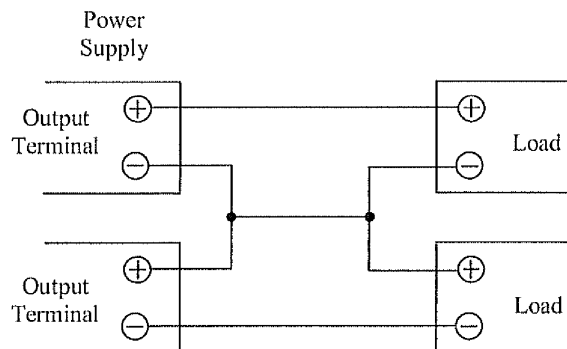 Power
Supply
Output
Terminal
+
−
Load
+
−
Output
Terminal
+
−
Load
+
−